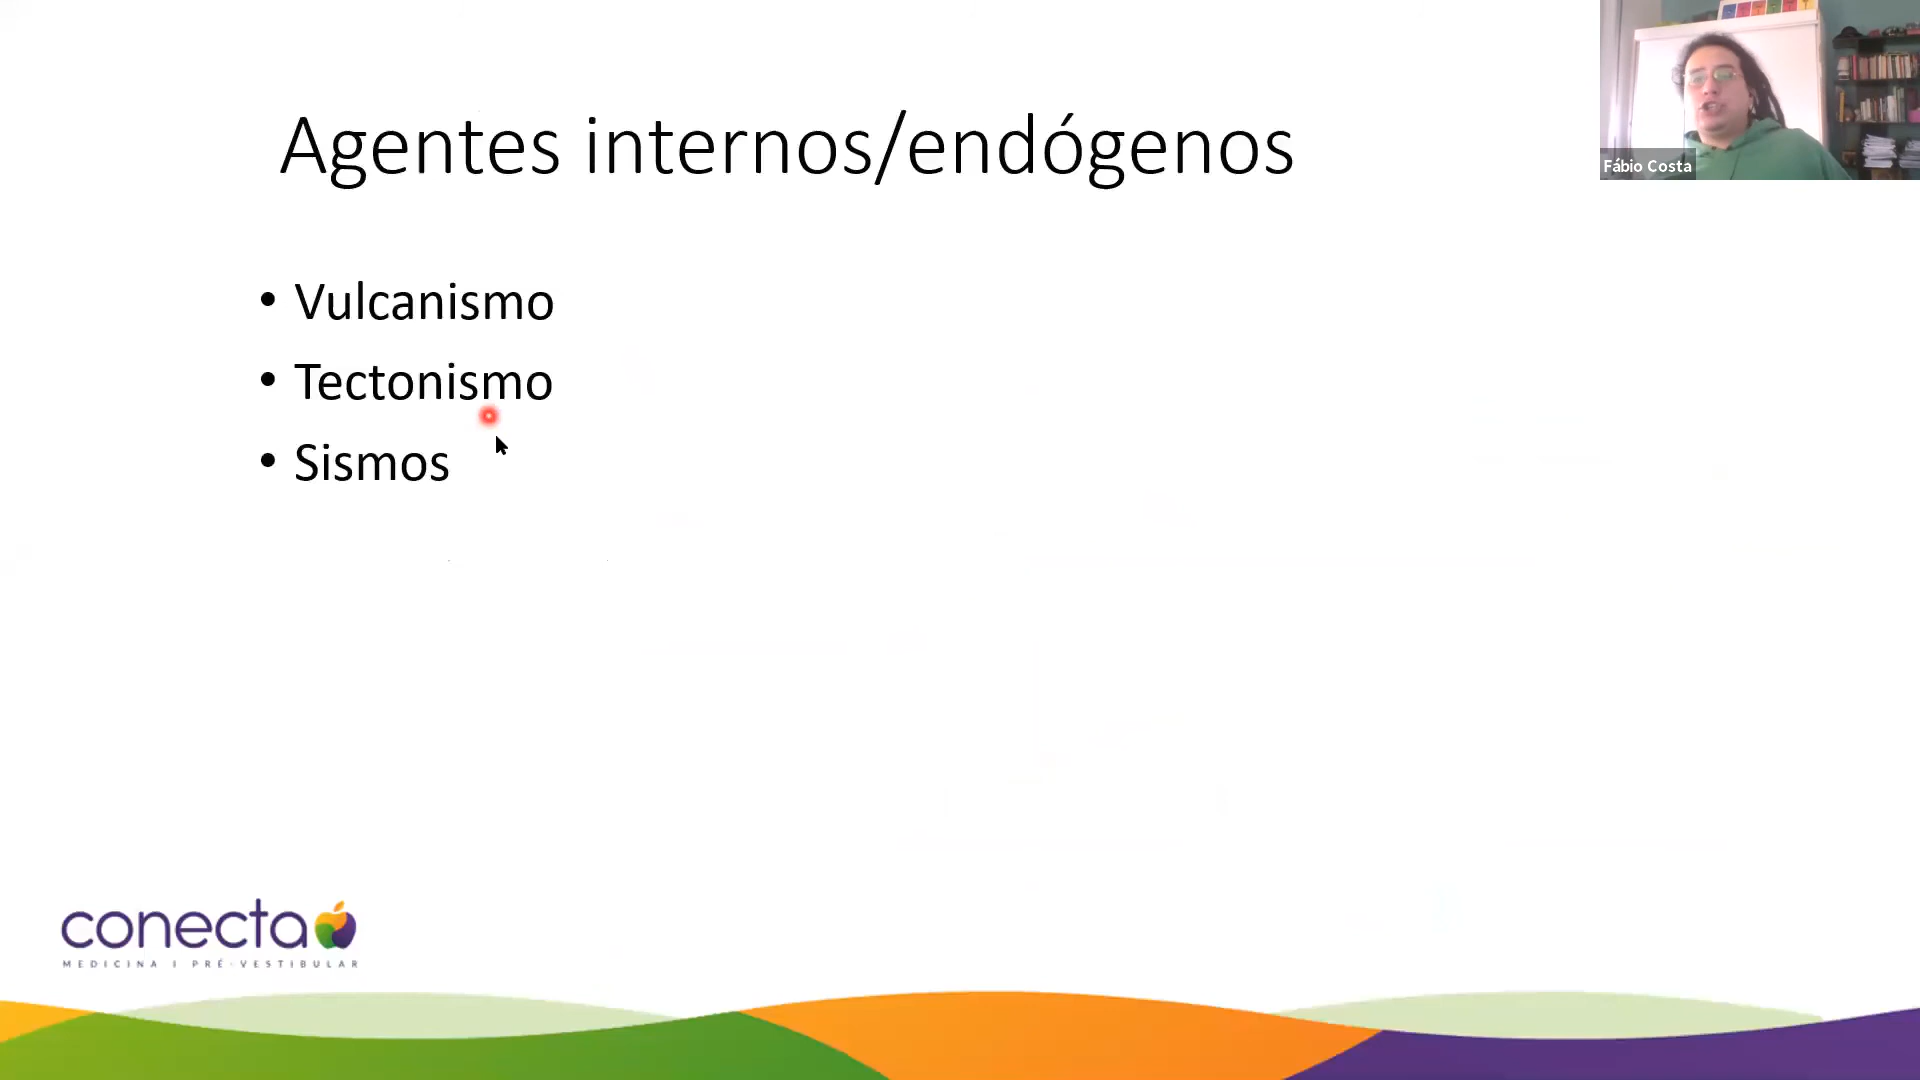 Agentes internos/endógenos
Fábio Costa
• Vulcanismo
• Tectonismo
• Sismos
conecta
MEDICINA I PRÉ-VESTIBULAR